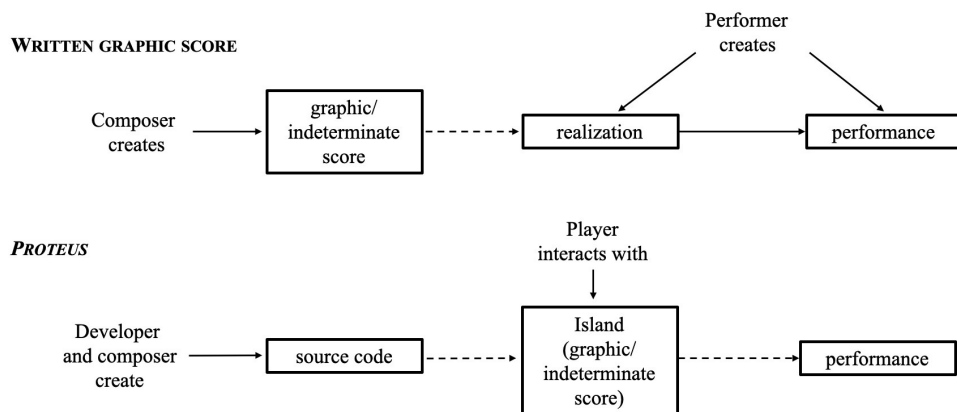 WRITTEN GRAPHIC SCORE
Performer
creates
Composer
creates
graphic/
indeterminate
score
realization
performance
PROTEUS
Player
interacts with
Developer
and composer
create
source code
Island
(graphic/
indeterminate
score)
performance